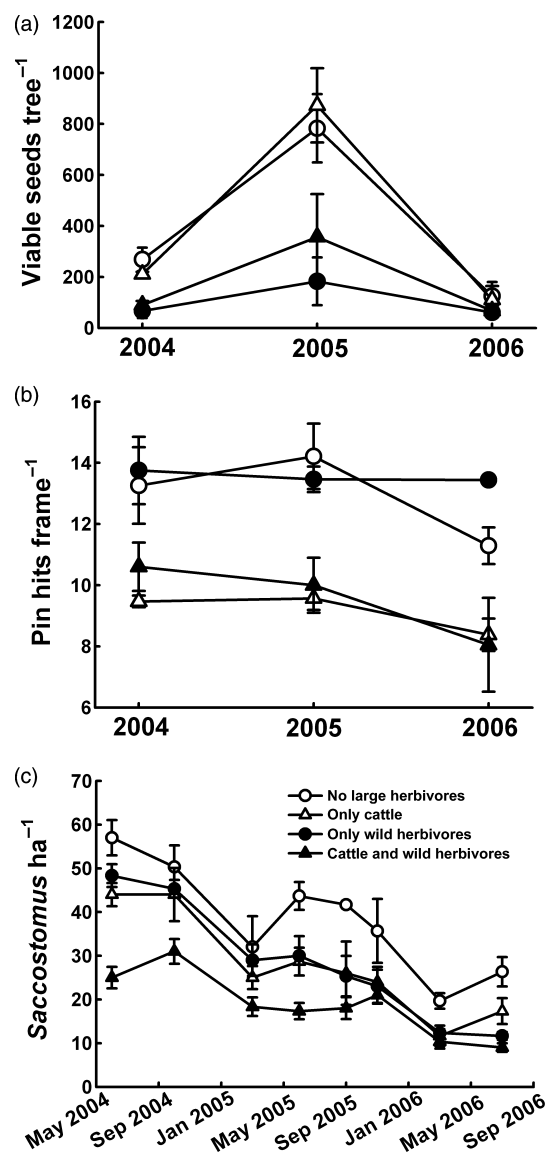 (a)
1200
1000
800
600
400
200
0
Viable seeds tree⁻¹
2004 2005 2006
(b)
16
14
12
10
8
6
Pin hits frame⁻¹
2004 2005 2006
(c)
70
60
50
40
30
20
10
0
Saccostomus ha⁻¹
No large herbivores
Only cattle
Only wild herbivores
Cattle and wild herbivores
May 2004 Sep 2004 Jan 2005 May 2005 Sep 2005 Jan 2006 May 2006 Sep 2006